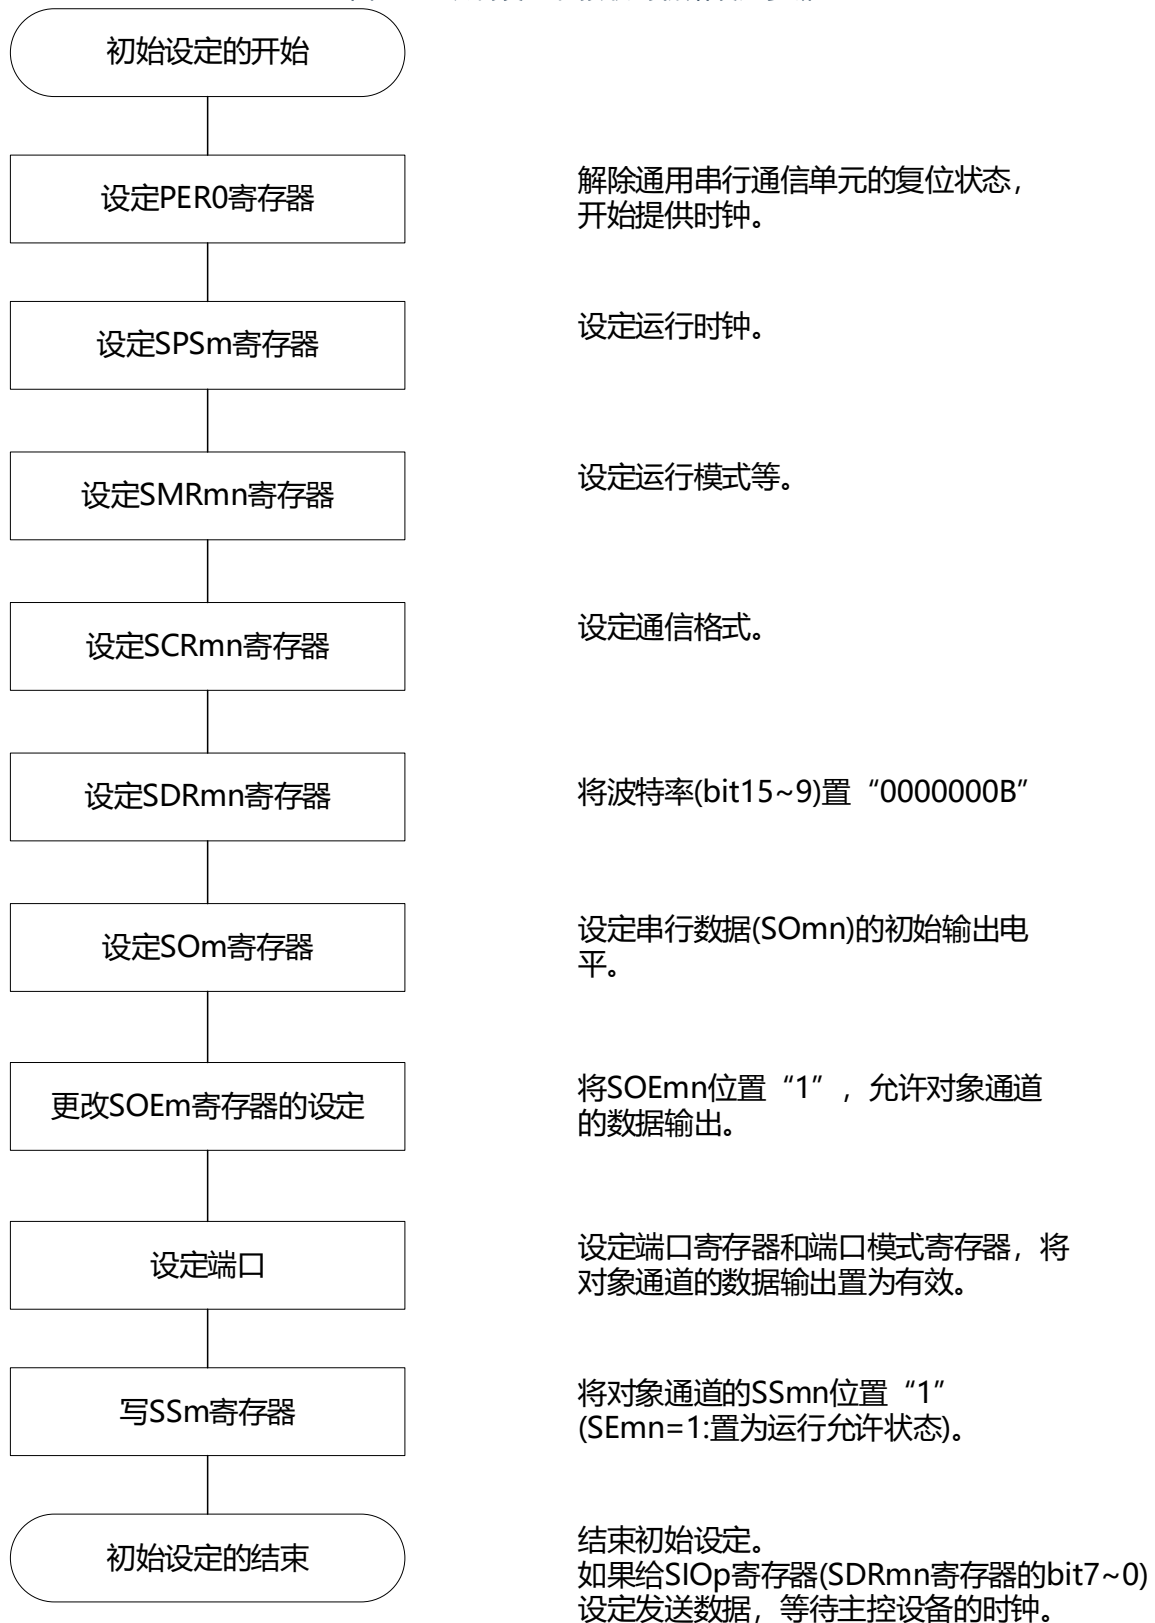 初始设定的开始
设定PER0寄存器
解除通用串行通信单元的复位状态，
开始提供时钟。
设定SPSm寄存器
设定运行时钟。
设定SMRmn寄存器
设定运行模式等。
设定SCRmn寄存器
设定通信格式。
设定SDRmn寄存器
将波特率(bit15~9)置“0000000B”
设定SOm寄存器
设定串行数据(SOmn)的初始输出电
平。
更改SOEm寄存器的设定
将SOEmn位置“1”，允许对象通道
的数据输出。
设定端口
设定端口寄存器和端口模式寄存器，将
对象通道的数据输出置为有效。
写SSm寄存器
将对象通道的SSmn位置“1”
(SEmn=1:置为运行允许状态)。
初始设定的结束
结束初始设定。
如果给SIOp寄存器(SDRmn寄存器的bit7~0)
设定发送数据，等待主控设备的时钟。